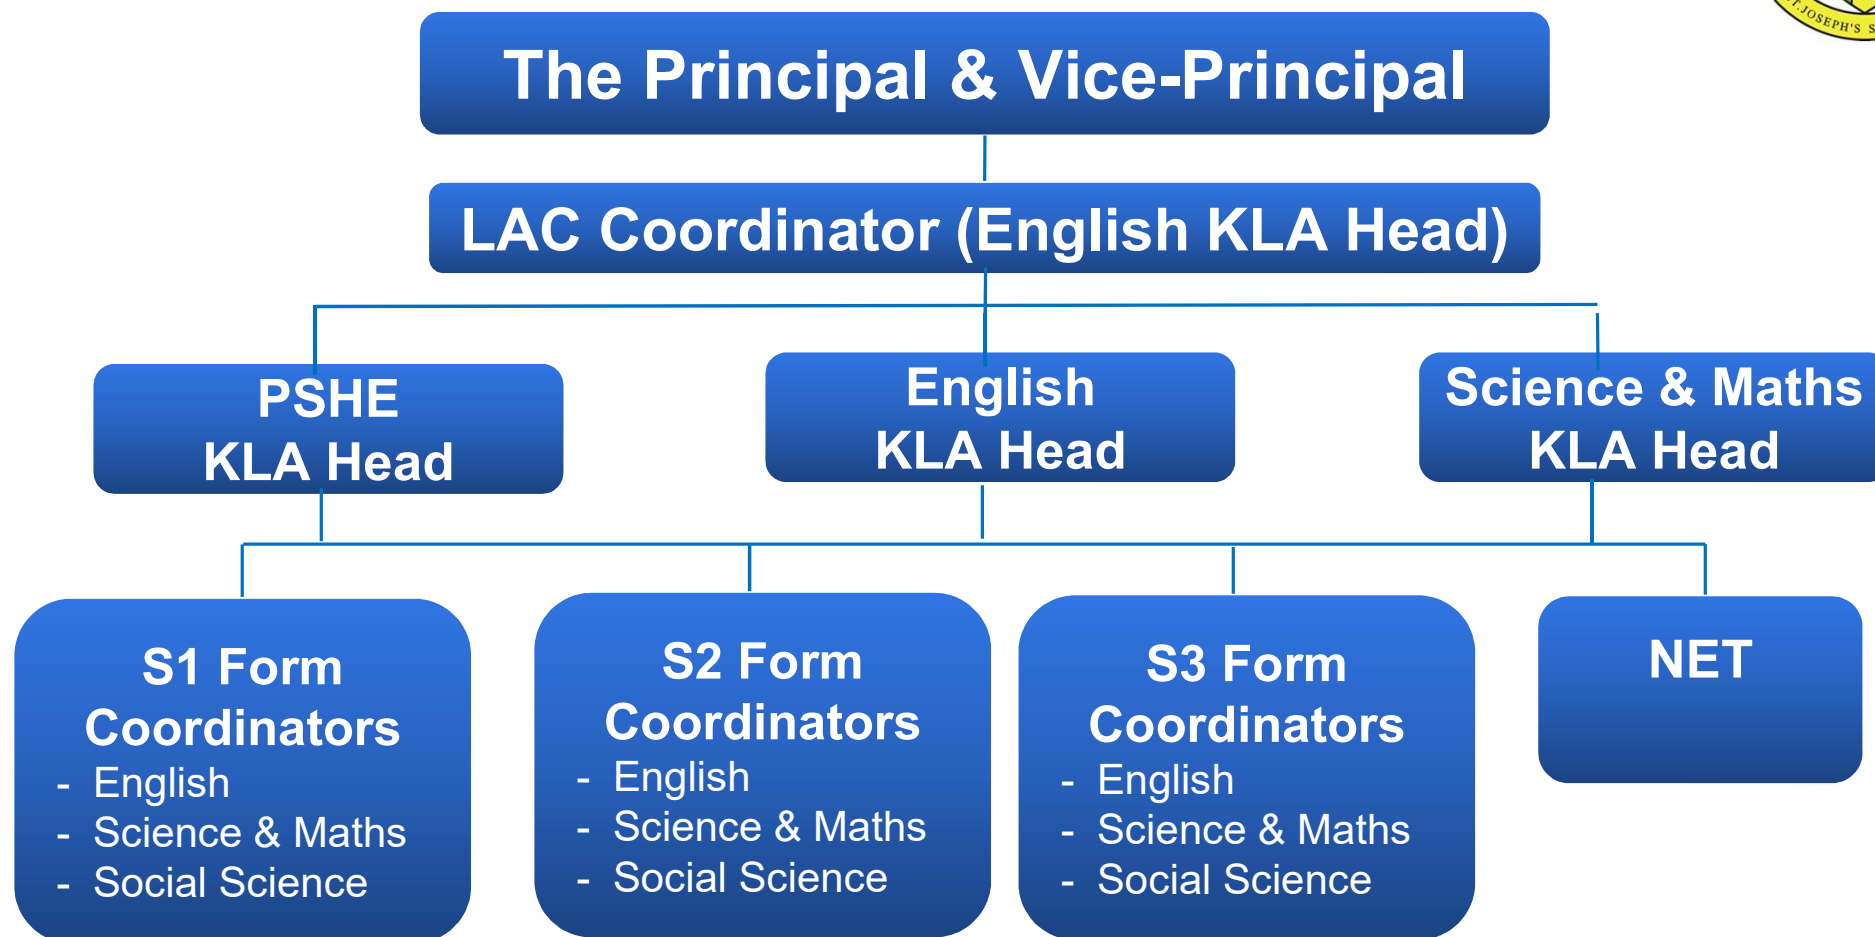 T.JOSEPH'S S
The Principal & Vice-Principal
LAC Coordinator (English KLA Head)
PSHE
KLA Head
English
KLA Head
Science & Maths
KLA Head
S1 Form
Coordinators
- English
- Science & Maths
- Social Science
S2 Form
Coordinators
- English
- Science & Maths
- Social Science
S3 Form
Coordinators
- English
- Science & Maths
- Social Science
NET